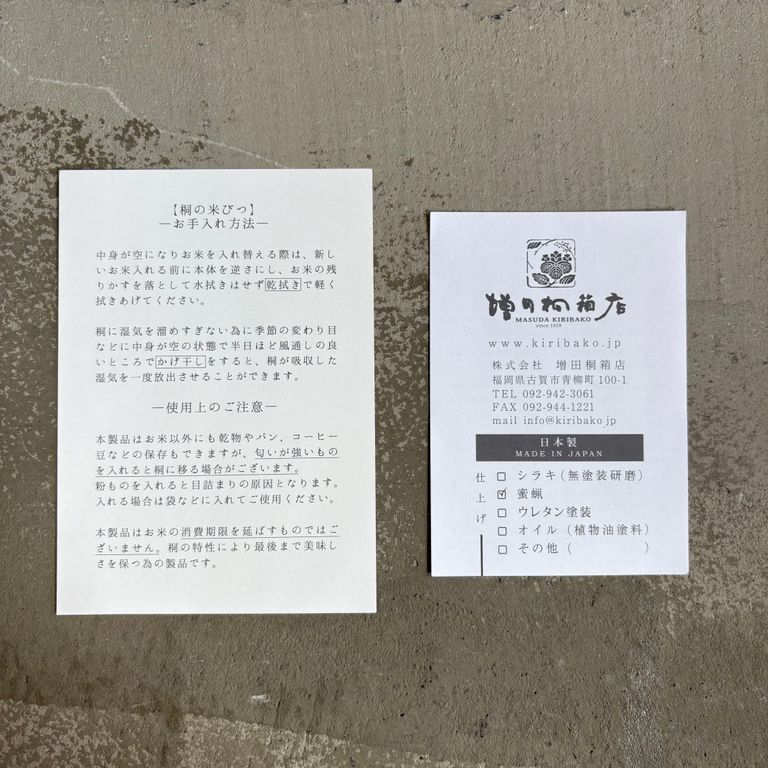 【桐の米びつ】
―お手入れ方法―
中身が空になりお米を入れ替える際は、新し
いお米入れる前に本体を逆さにし、お米の残
りかすを落として水拭きはせず乾拭きで軽く
拭きあげてください。
桐に湿気を溜めすぎない為に季節の変わり目
などに中身が空の状態で半日ほど風通しの良
いところでかげ干しをすると、桐が吸収した
湿気を一度放出させることができます。
―使用上のご注意―
本製品はお米以外にも乾物やパン、コーヒー
豆などの保存もできますが、匂いが強いもの
を入れると桐に移る場合がございます。
粉ものを入れると目詰まりの原因となります。
入れる場合は袋などに入れてご使用ください。
本製品はお米の消費期限を延ばすものではご
ざいません。桐の特性により最後まで美味し
さを保つ為の製品です。
増田桐箱店
MASUDA KIRIBAKO
since 1929
www.kiribako.jp
株式会社 増田桐箱店
福岡県古賀市青柳町100-1
TEL 092-942-3061
FAX 092-944-1221
mail info@kiribako.jp
日本製
MADE IN JAPAN
仕上げ
シラキ(無塗装研磨)
蜜蝋
ウレタン塗装
オイル(植物油塗料)
その他( )